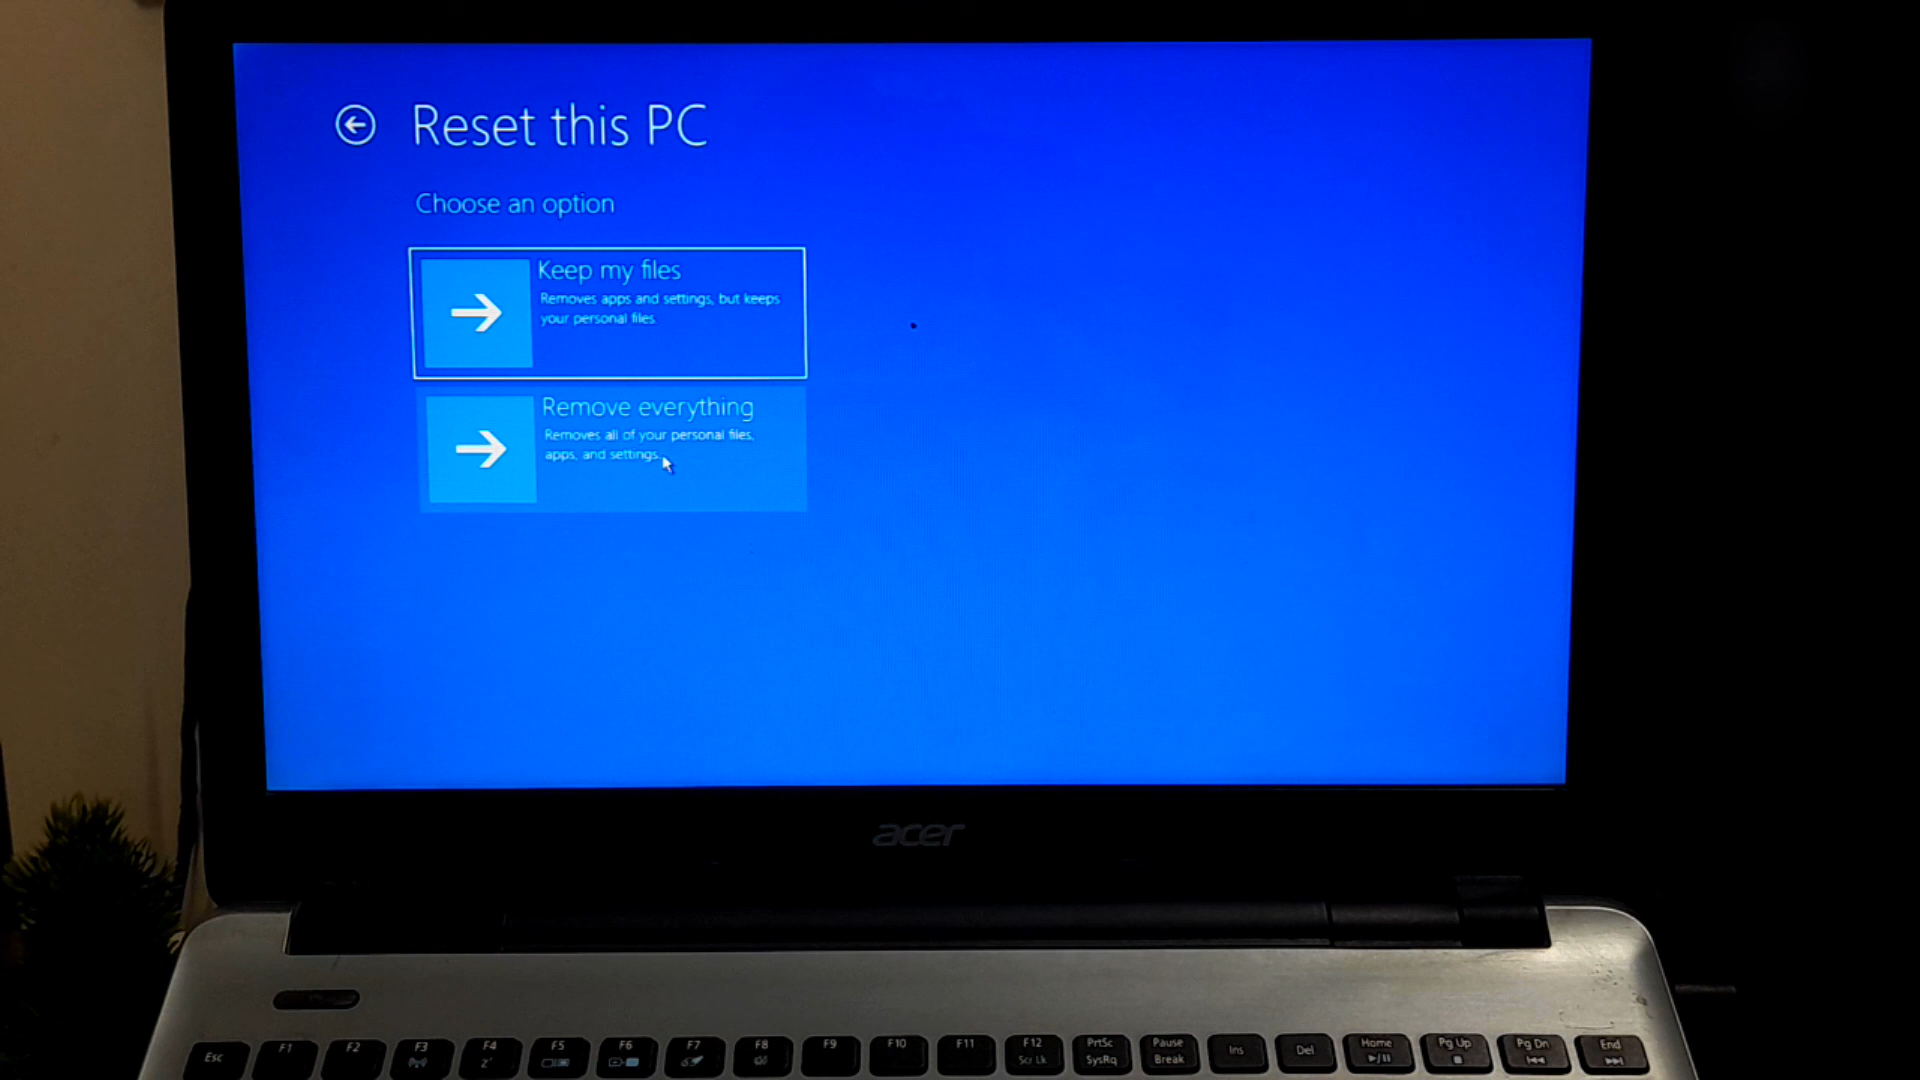 Reset this PC
Choose an option
Keep my files
Removes apps and settings, but keeps
your personal files.
Remove everything
Removes all of your personal files,
apps, and settings.
acer
Esc F1 F2 F3 F4 F5 F6 F7 F8 F9 F10 F11 F12 PrtSc Pause Ins Del Home Pg Up Pg Dn End
Scr Lk SysRq Break